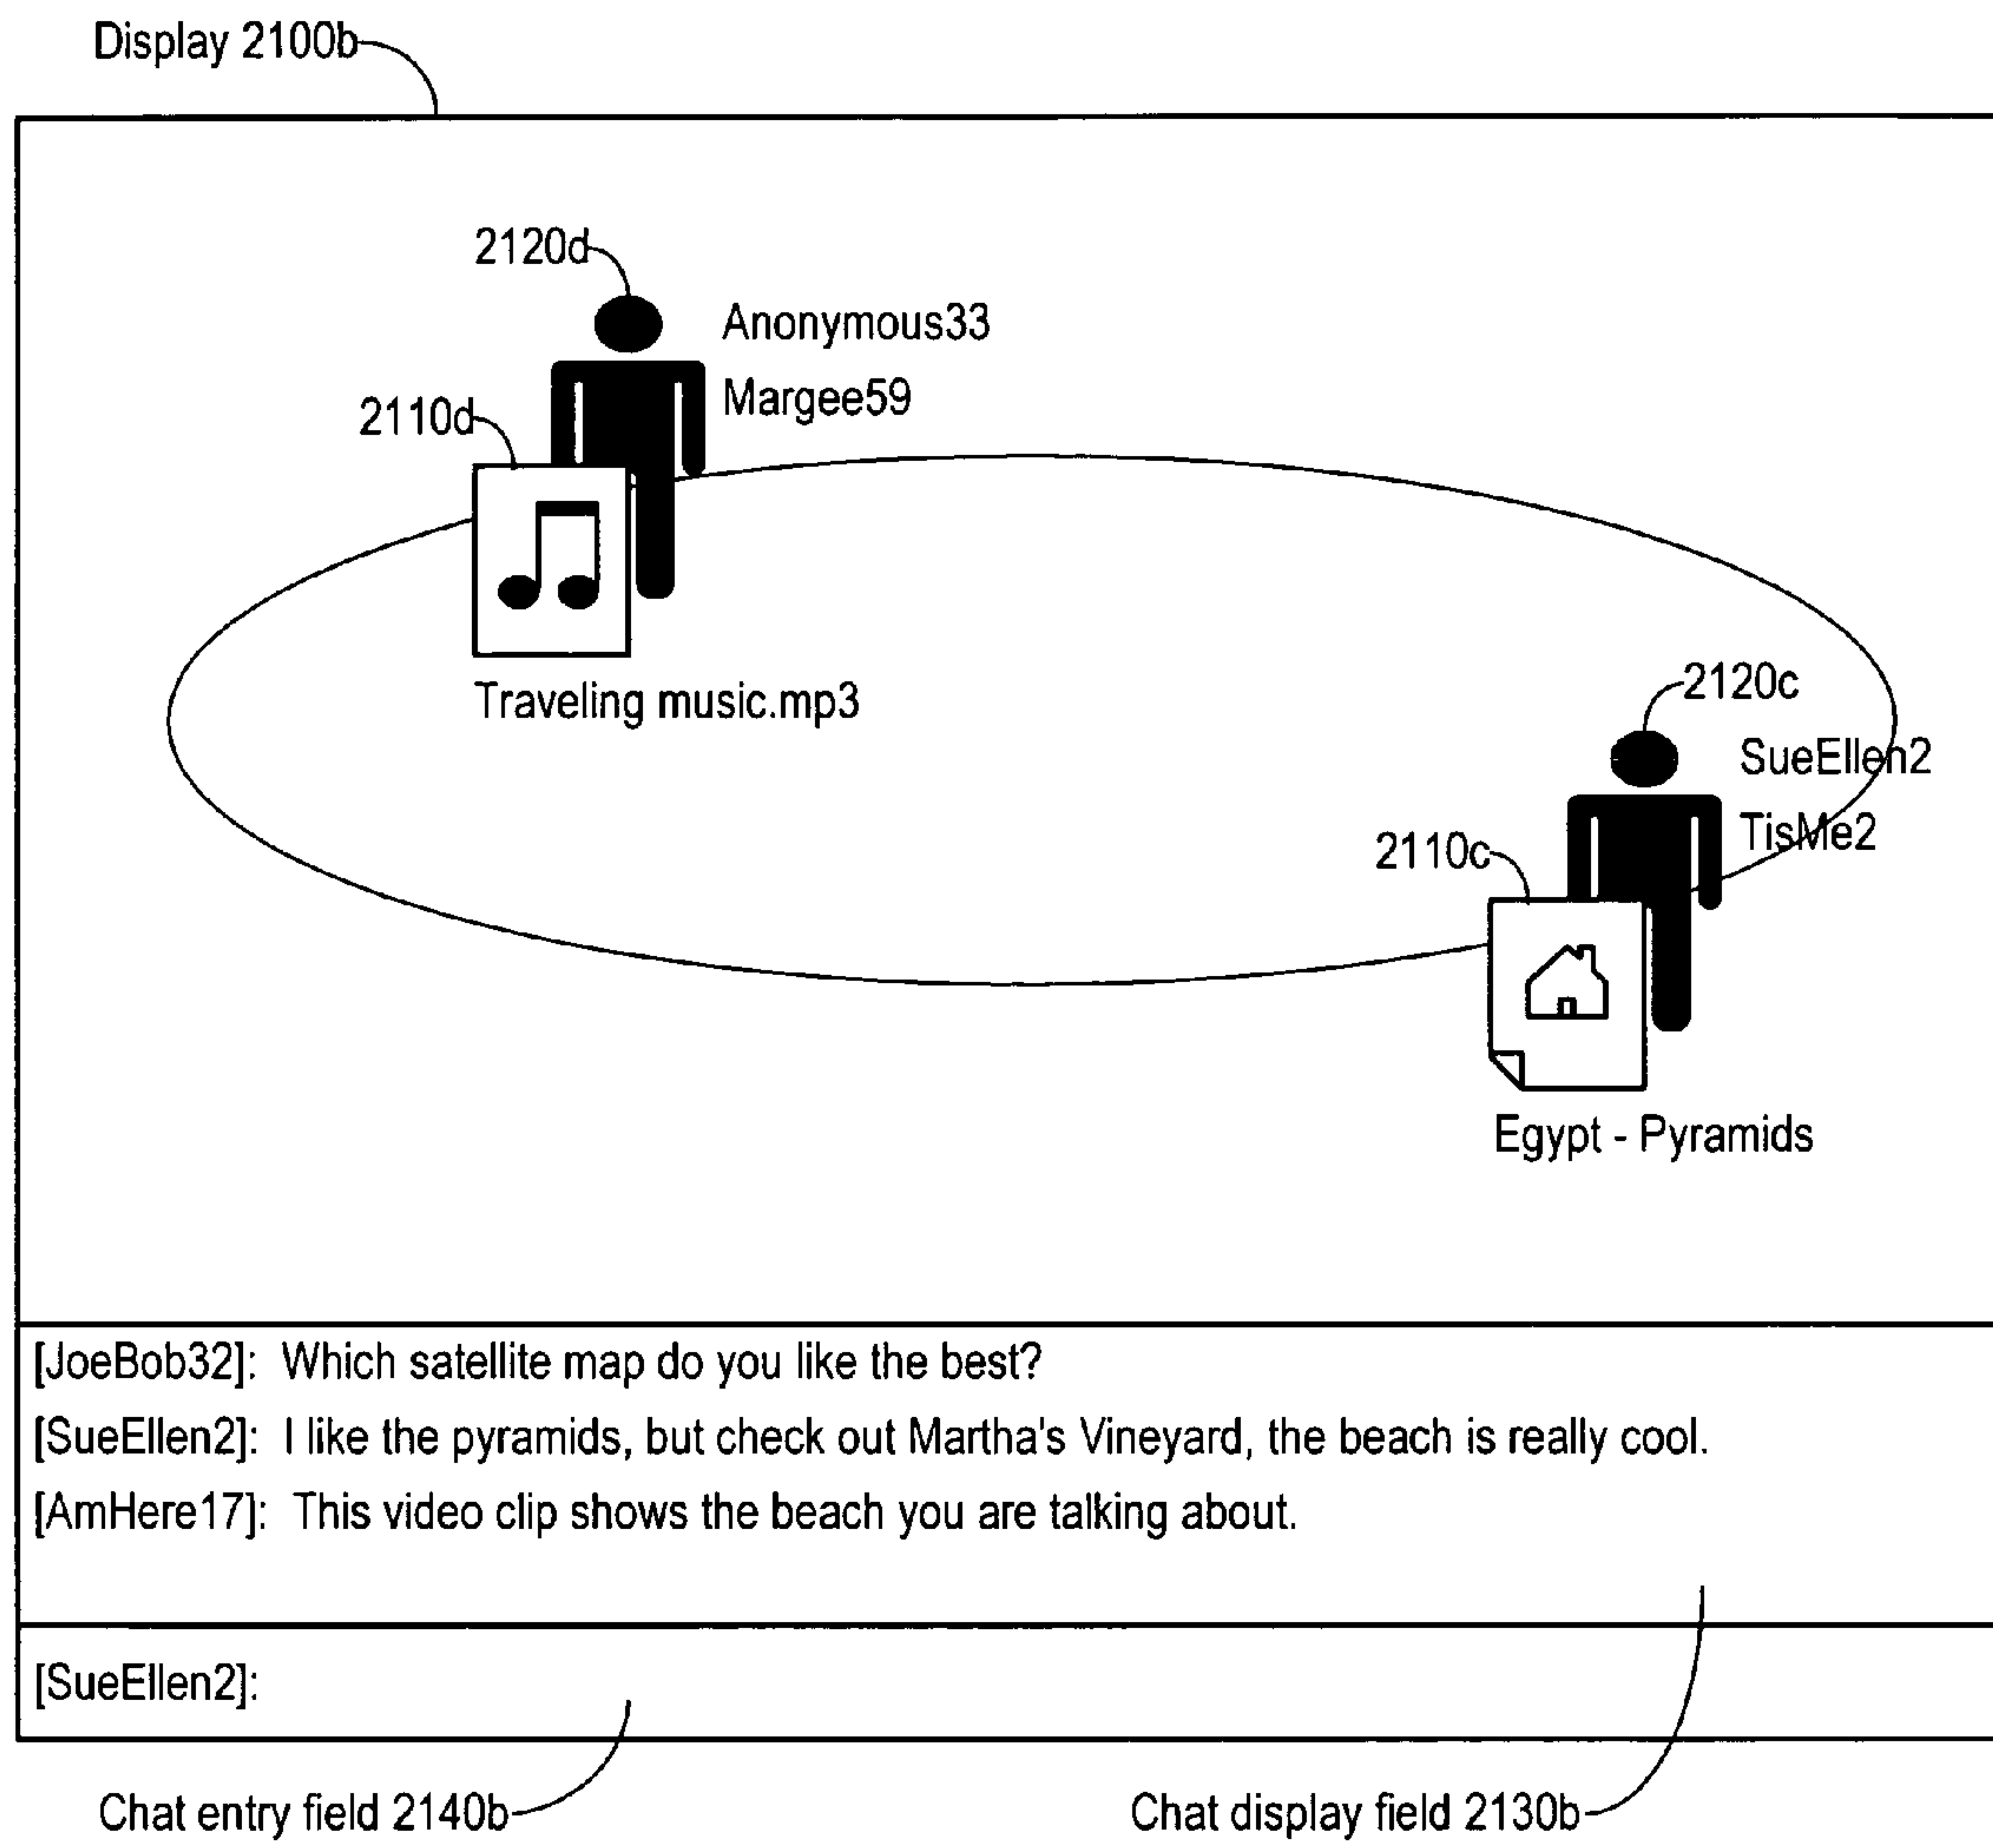 Display 2100b
2120d
Anonymous33
Margee59
2110d
Traveling music.mp3
2120c
SueEllen2
TisMe2
2110c
Egypt - Pyramids
[JoeBob32]: Which satellite map do you like the best?
[SueEllen2]: I like the pyramids, but check out Martha's Vineyard, the beach is really cool.
[AmHere17]: This video clip shows the beach you are talking about.
[SueEllen2]:
Chat entry field 2140b
Chat display field 2130b